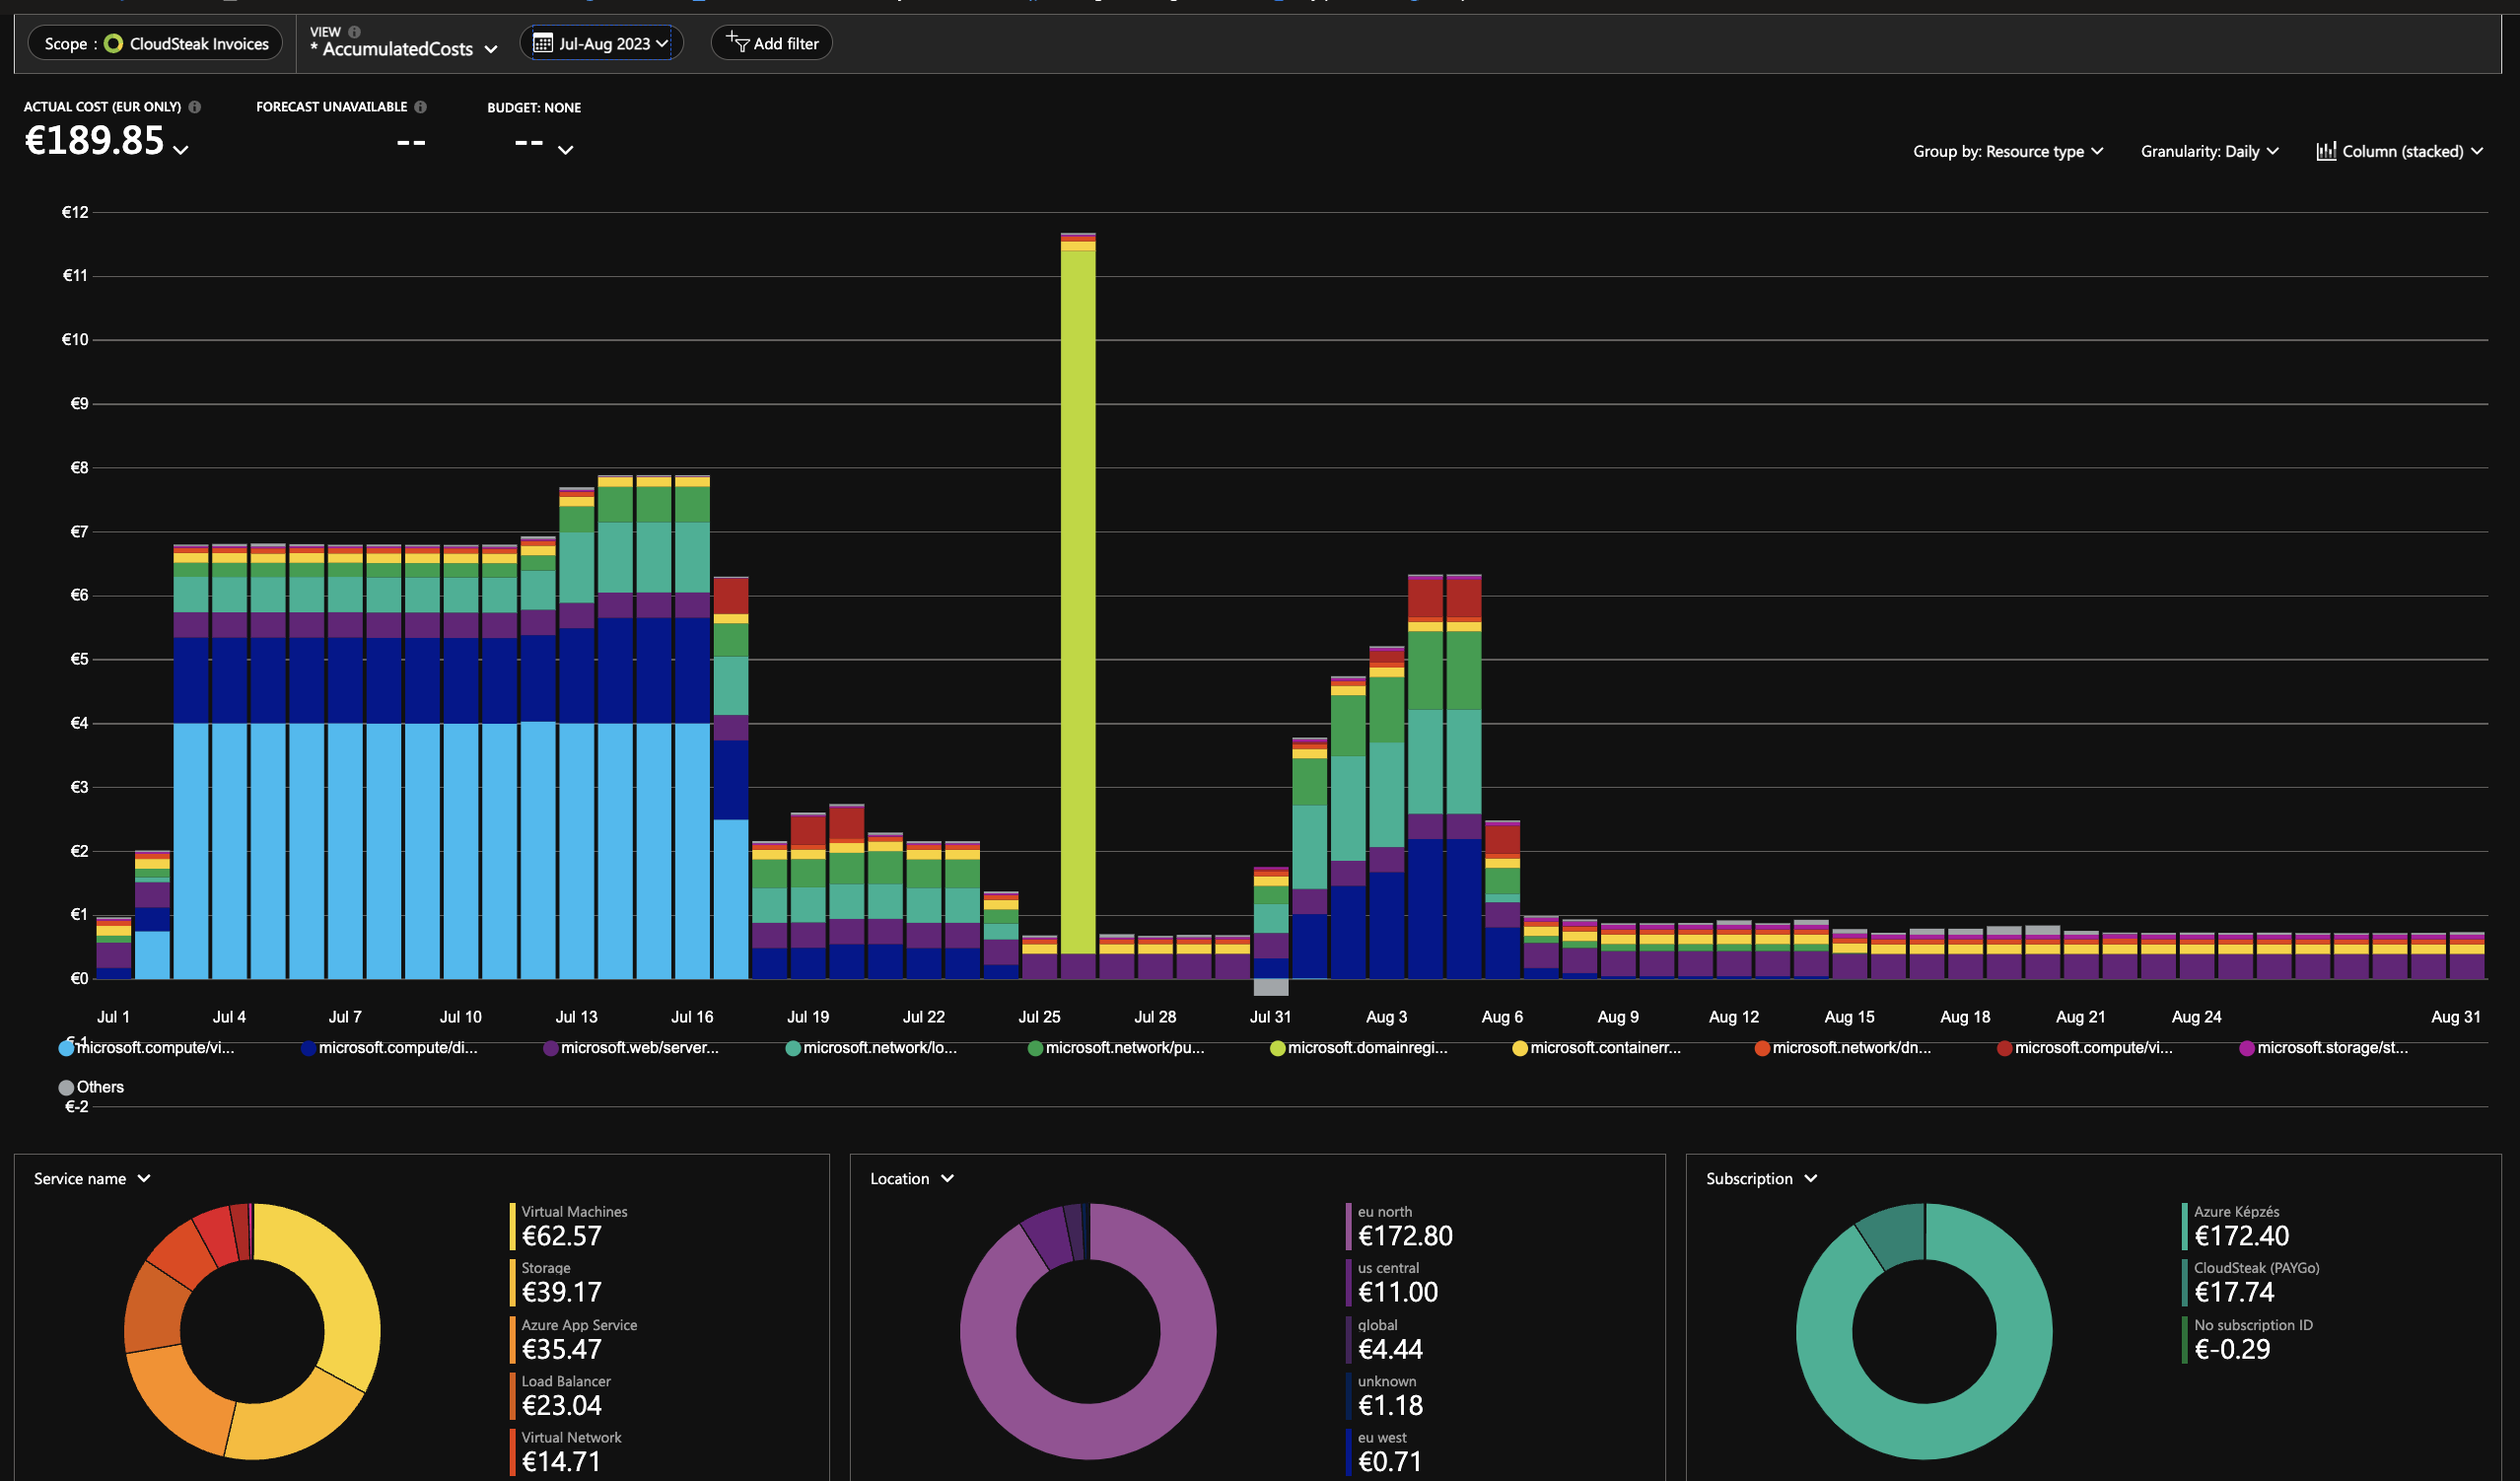 Scope : CloudSteak Invoices
VIEW
* AccumulatedCosts
Jul-Aug 2023
Add filter
ACTUAL COST (EUR ONLY)
€189.85
FORECAST UNAVAILABLE
--
BUDGET: NONE
--
Group by: Resource type
Granularity: Daily
Column (stacked)
€12
€11
€10
€9
€8
€7
€6
€5
€4
€3
€2
€1
€0
Jul 1 Jul 4 Jul 7 Jul 10 Jul 13 Jul 16 Jul 19 Jul 22 Jul 25 Jul 28 Jul 31 Aug 3 Aug 6 Aug 9 Aug 12 Aug 15 Aug 18 Aug 21 Aug 24 Aug 31
€-1
microsoft.compute/vi... microsoft.compute/di... microsoft.web/server... microsoft.network/lo... microsoft.network/pu... microsoft.domainregi... microsoft.containerr... microsoft.network/dn... microsoft.compute/vi... microsoft.storage/st...
Others
€-2
Service name
Virtual Machines
€62.57
Storage
€39.17
Azure App Service
€35.47
Load Balancer
€23.04
Virtual Network
€14.71
Location
eu north
€172.80
us central
€11.00
global
€4.44
unknown
€1.18
eu west
€0.71
Subscription
Azure Képzés
€172.40
CloudSteak (PAYGo)
€17.74
No subscription ID
€-0.29